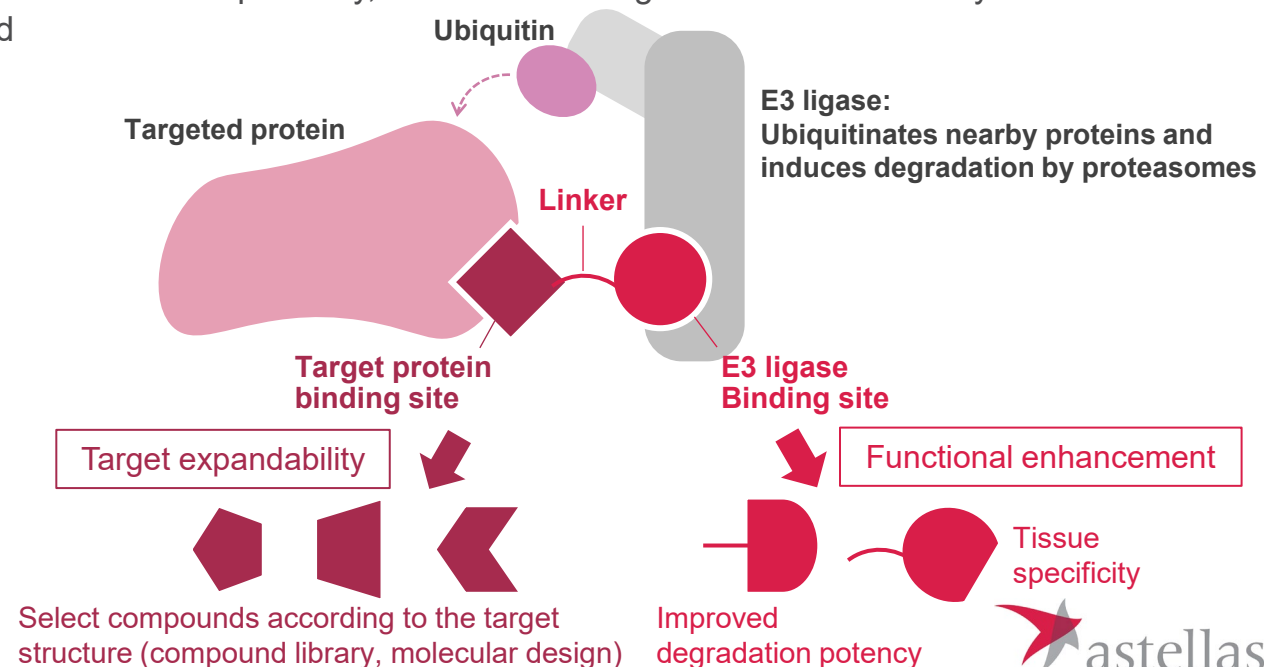 d
Ubiquitin
Targeted protein
E3 ligase:
Ubiquitinates nearby proteins and
induces degradation by proteasomes
Linker
Target protein
binding site
E3 ligase
Binding site
Target expandability
Functional enhancement
Tissue
specificity
Select compounds according to the target
structure (compound library, molecular design)
Improved
degradation potency
astellas